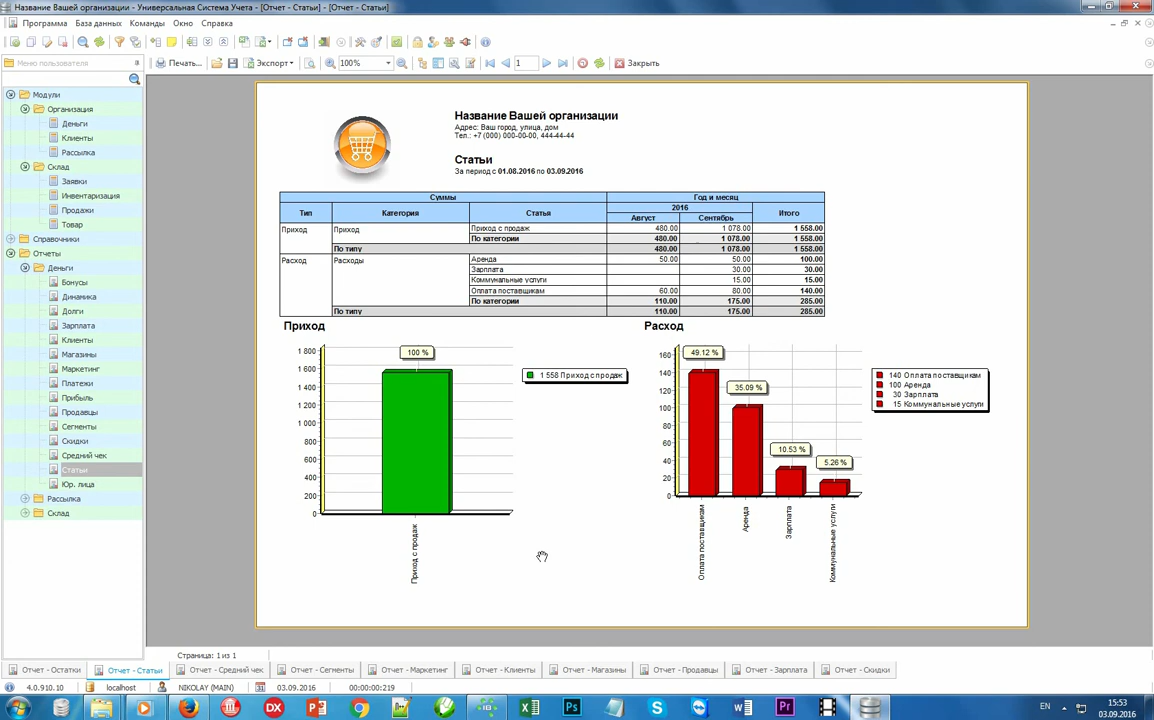 Название Вашей организации - Универсальная Система Учета - [Отчет - Статьи] - [Отчет - Статьи]
Программа База данных Команды Окно Справка
Печать... Экспорт 100% 1 Закрыть
Меню пользователя
Модули
Организация
Деньги
Клиенты
Рассылка
Склад
Заявки
Инвентаризация
Продажи
Товар
Справочники
Отчеты
Деньги
Бонусы
Динамика
Долги
Зарплата
Клиенты
Магазины
Маркетинг
Платежи
Прибыль
Продавцы
Сегменты
Скидки
Средний чек
Статьи
Юр. лица
Рассылка
Склад
Название Вашей организации
Адрес: Ваш город, улица, дом
Тел.: +7 (000) 000-00-00, 444-44-44
Статьи
За период с 01.08.2016 по 03.09.2016
Суммы Год и месяц
Тип Категория Статья 2016 Итого
Август Сентябрь
Приход Приход Приход с продаж 480.00 1 078.00 1 558.00
По категории 480.00 1 078.00 1 558.00
По типу 480.00 1 078.00 1 558.00
Расход Расходы Аренда 50.00 50.00 100.00
Зарплата 30.00 30.00
Коммунальные услуги 15.00 15.00
Оплата поставщикам 60.00 80.00 140.00
По категории 110.00 175.00 285.00
По типу 110.00 175.00 285.00
Приход
1 800
1 600
1 400
1 200
1 000
800
600
400
200
0
100 %
1 558 Приход с продаж
Приход с продаж
Расход
160
140
120
100
80
60
40
20
0
49.12 %
35.09 %
10.53 %
5.26 %
140 Оплата поставщикам
100 Аренда
30 Зарплата
15 Коммунальные услуги
Оплата поставщикам
Аренда
Зарплата
Коммунальные услуги
Страница: 1 из 1
Отчет - Остатки Отчет - Статьи Отчет - Средний чек Отчет - Сегменты Отчет - Маркетинг Отчет - Клиенты Отчет - Магазины Отчет - Продавцы Отчет - Зарплата Отчет - Скидки
4.0.910.10 localhost NIKOLAY (MAIN) 31 03.09.2016 00:00:00:219
DX Ps W Pr
EN 15:53
03.09.2016